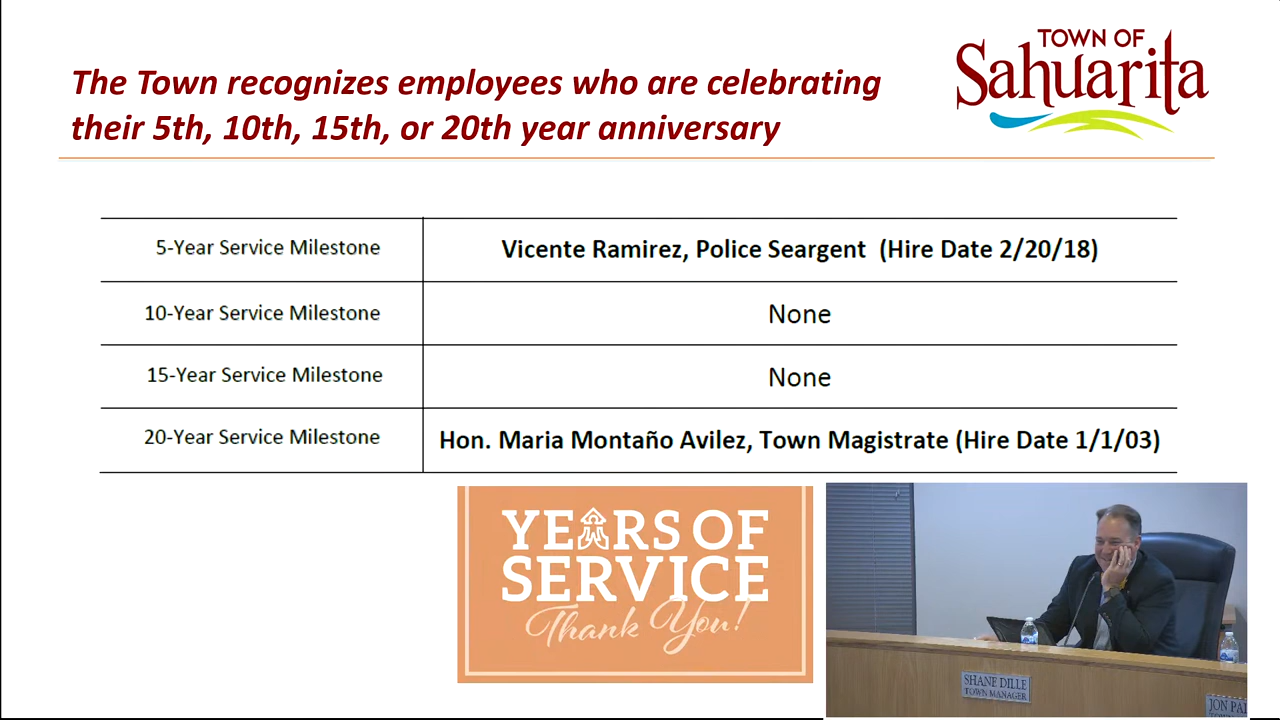 The Town recognizes employees who are celebrating
their 5th, 10th, 15th, or 20th year anniversary
TOWN OF
Sahuarita
5-Year Service Milestone
Vicente Ramirez, Police Seargent (Hire Date 2/20/18)
10-Year Service Milestone
None
15-Year Service Milestone
None
20-Year Service Milestone
Hon. Maria Montaño Avilez, Town Magistrate (Hire Date 1/1/03)
YEARS OF
SERVICE
Thank You!
SHANE DILLE
TOWN MANAGER
JON